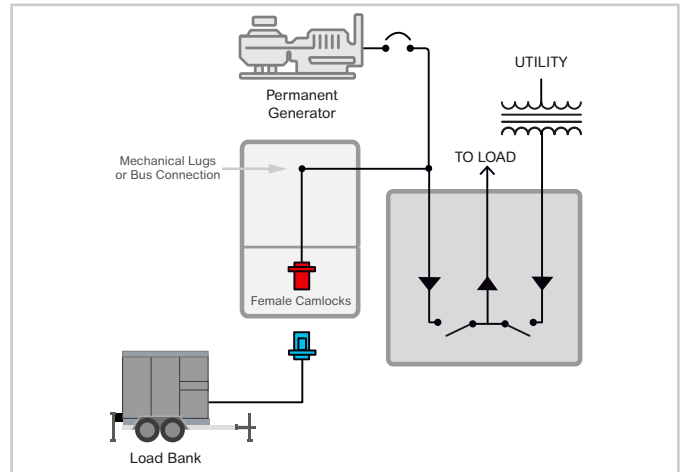 UTILITY
Permanent
Generator
TO LOAD
Mechanical Lugs
or Bus Connection
Female Camlocks
Load Bank